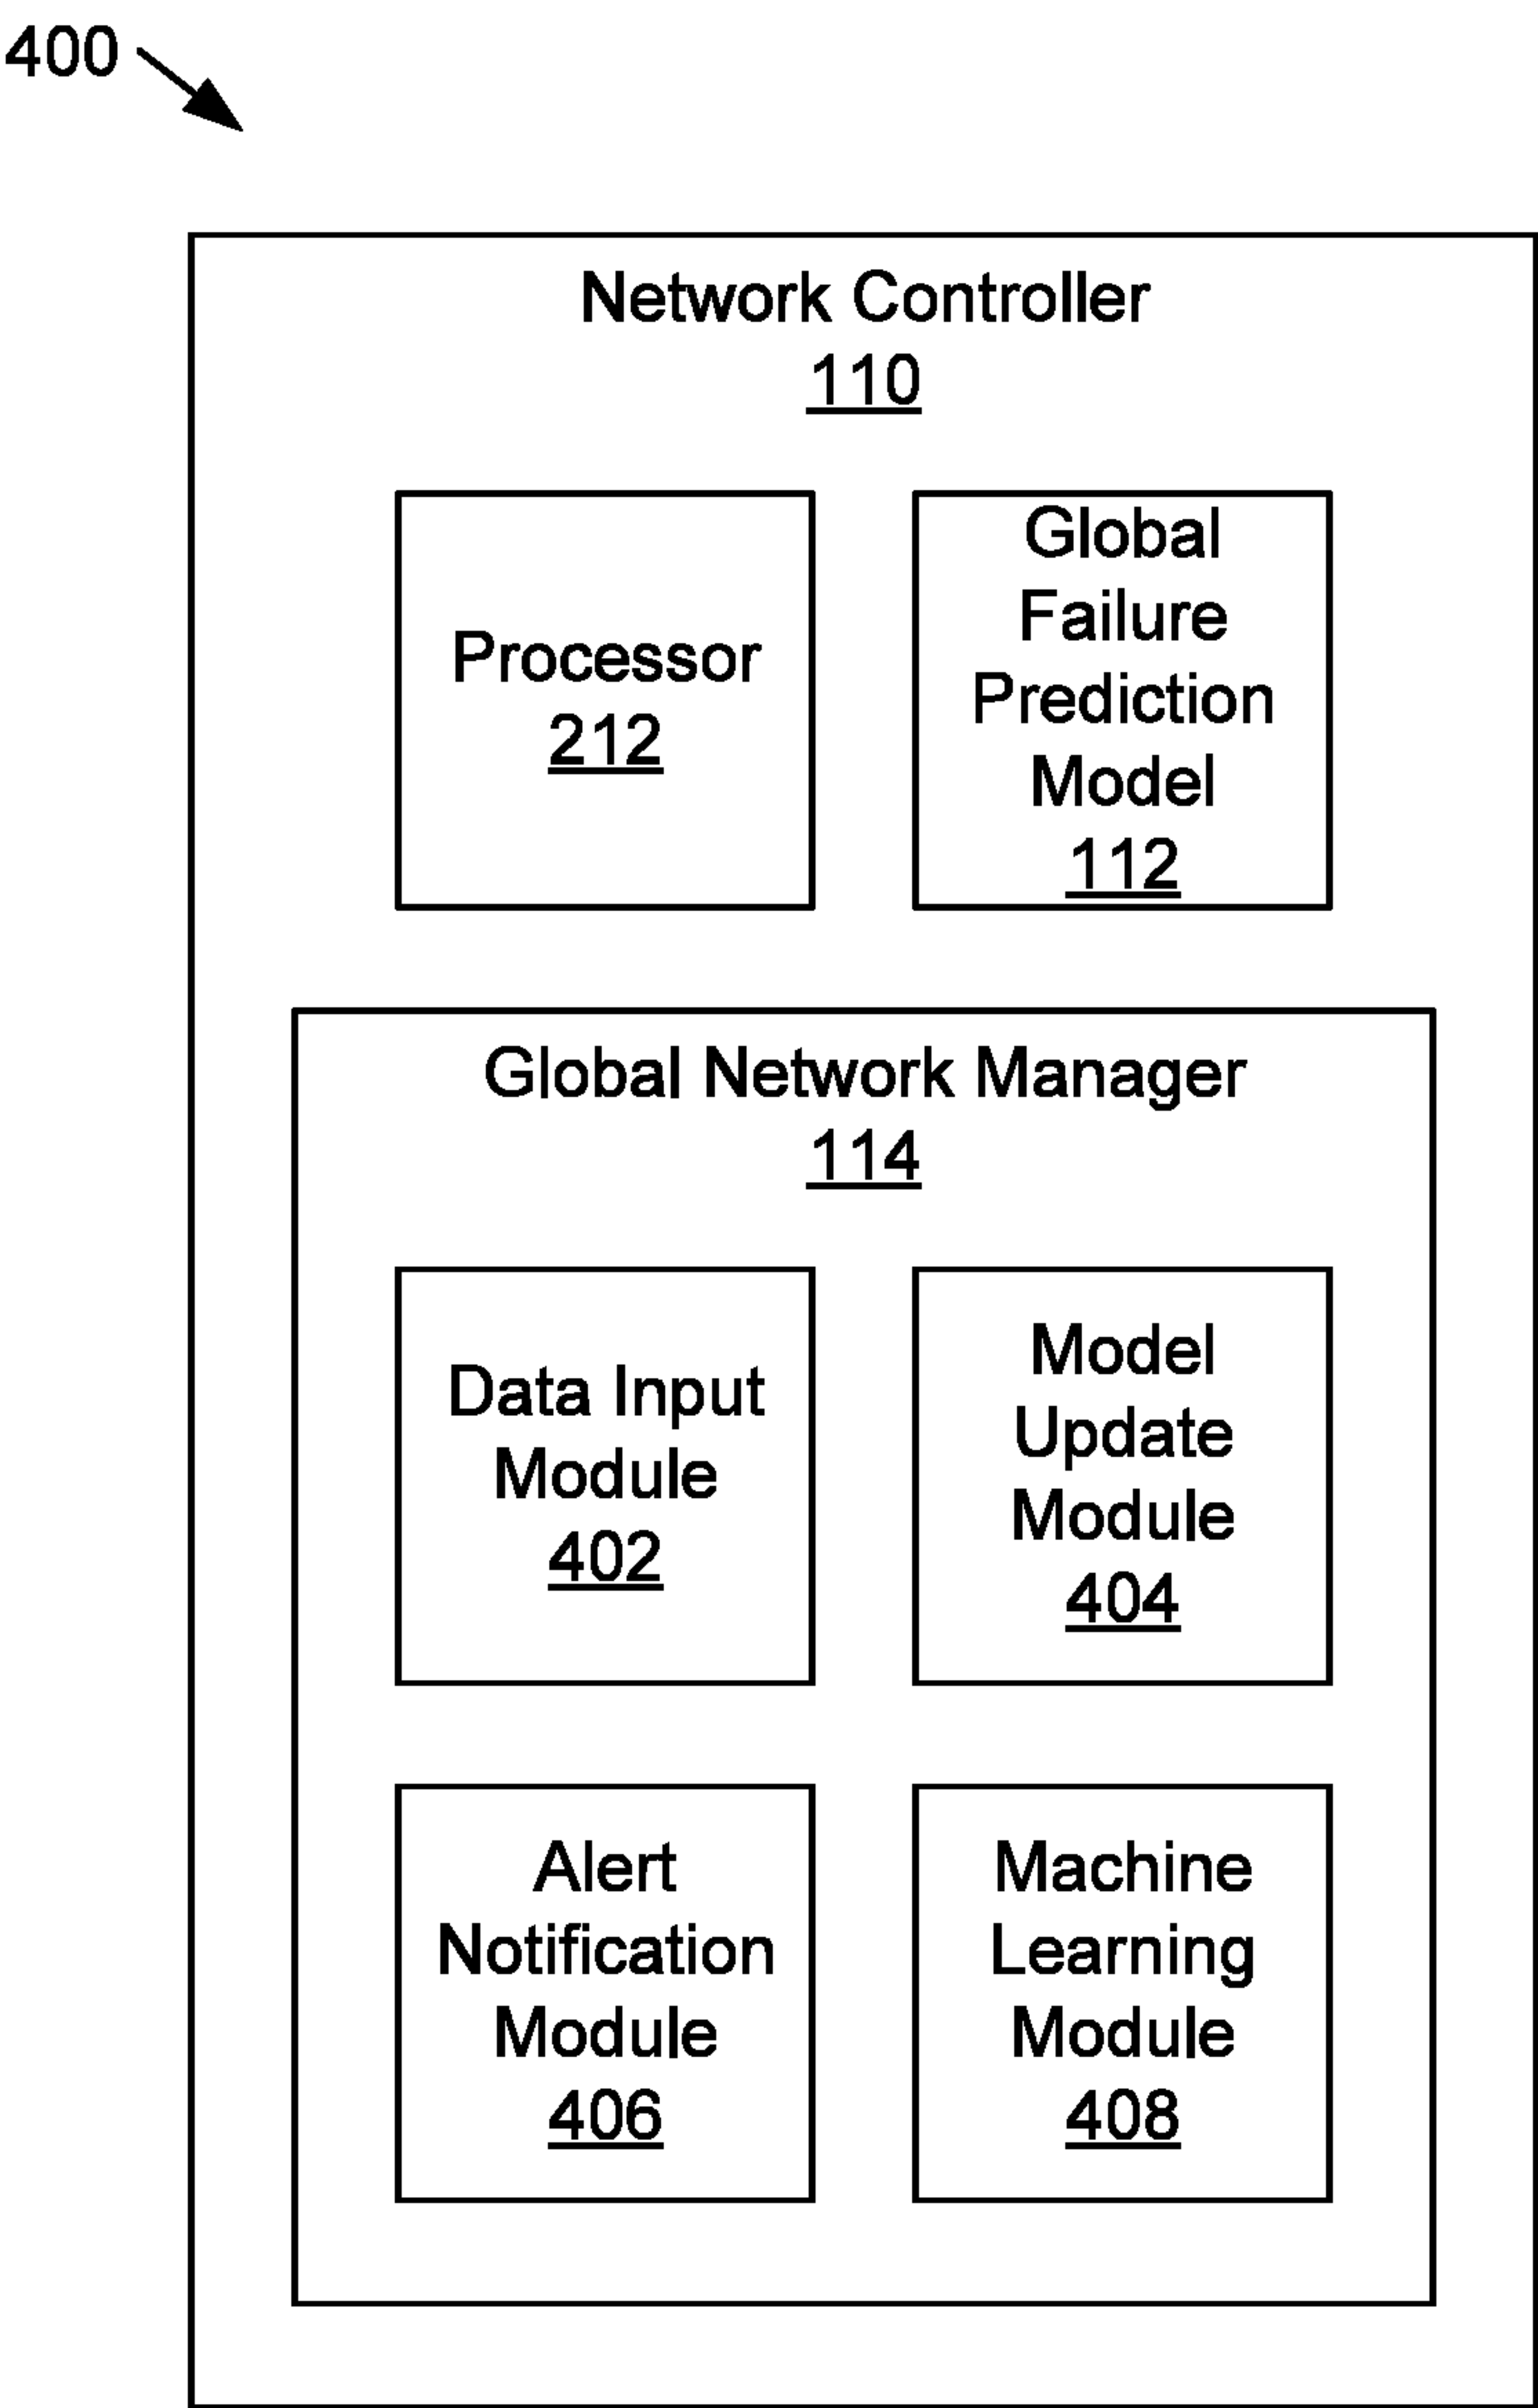 400
Network Controller
110
Processor
212
Global
Failure
Prediction
Model
112
Global Network Manager
114
Data Input
Module
402
Model
Update
Module
404
Alert
Notification
Module
406
Machine
Learning
Module
408